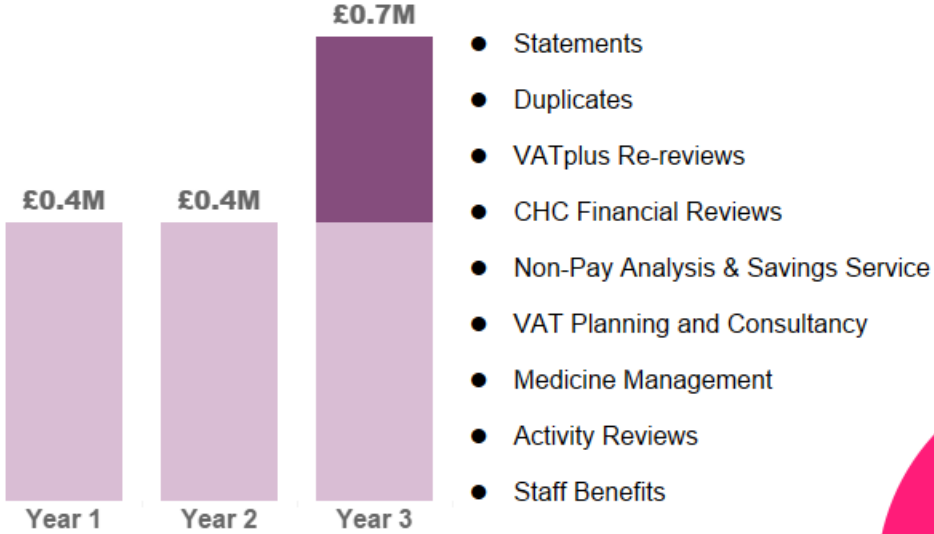 £0.7M
£0.4M
£0.4M
Year 1
Year 2
Year 3
● Statements
● Duplicates
● VATplus Re-reviews
● CHC Financial Reviews
● Non-Pay Analysis & Savings Service
● VAT Planning and Consultancy
● Medicine Management
● Activity Reviews
● Staff Benefits